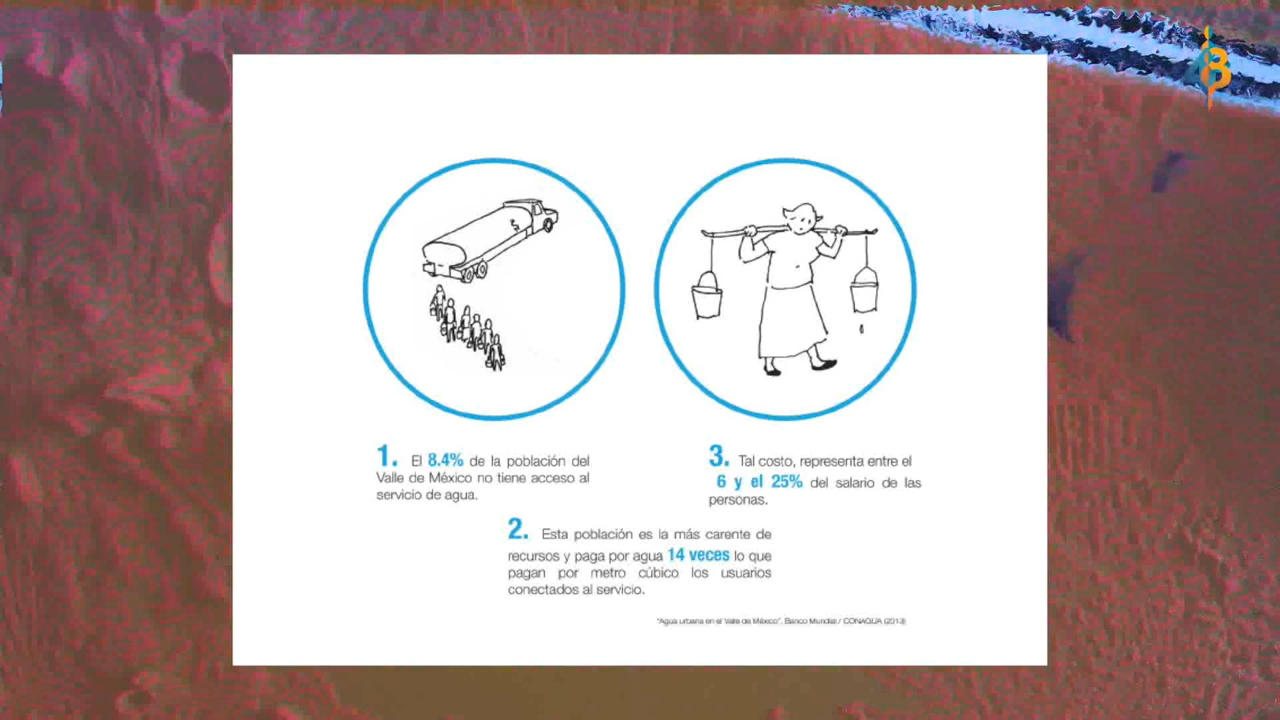 1. El 8.4% de la población del
Valle de México no tiene acceso al
servicio de agua.
2. Esta población es la más carente de
recursos y paga por agua 14 veces lo que
pagan por metro cúbico los usuarios
conectados al servicio.
3. Tal costo, representa entre el
6 y el 25% del salario de las
personas.
"Agua urbana en el Valle de México", Banco Mundial / CONAGUA (2013)